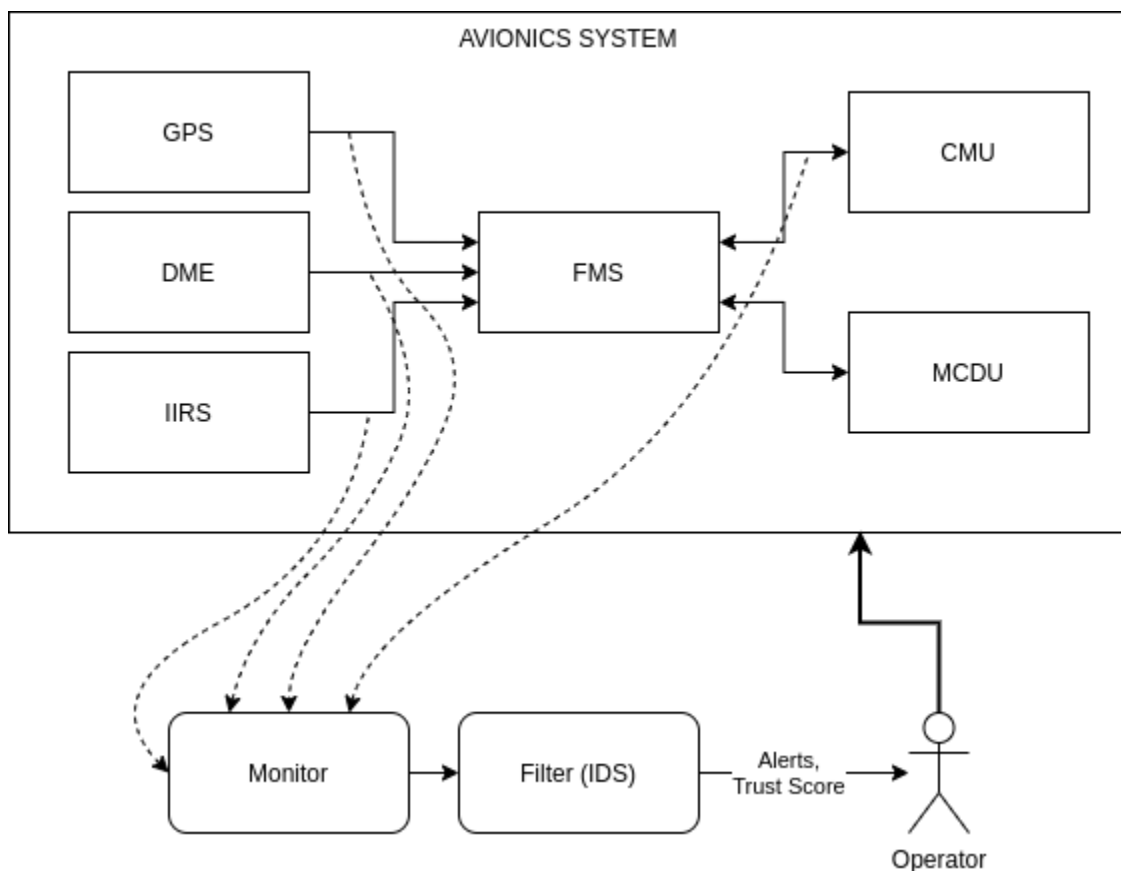 AVIONICS SYSTEM
GPS
CMU
DME
FMS
IIRS
MCDU
Monitor
Filter (IDS)
Alerts,
Trust Score
Operator